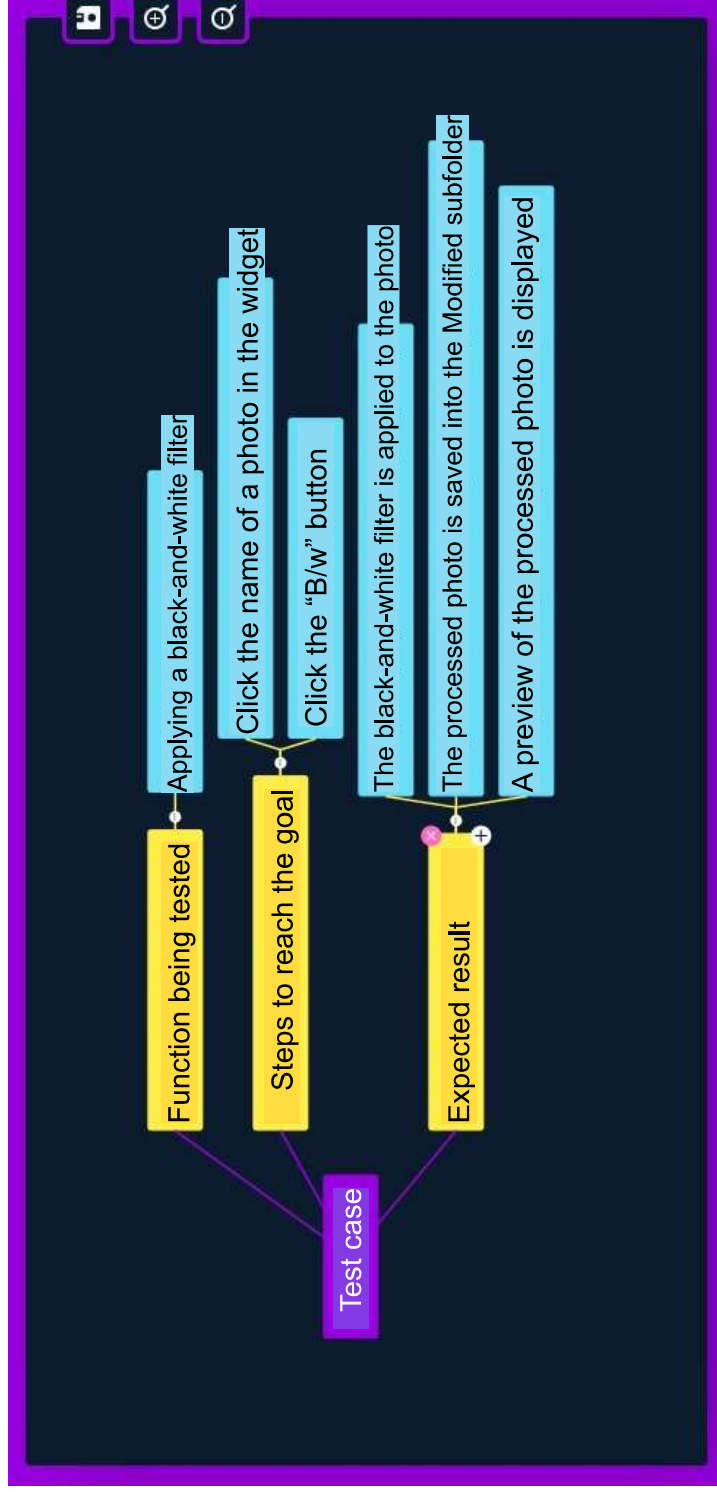 Test case
Function being tested
Applying a black-and-white filter
Steps to reach the goal
Click the name of a photo in the widget
Click the “B/w” button
Expected result
The black-and-white filter is applied to the photo
The processed photo is saved into the Modified subfolder
A preview of the processed photo is displayed